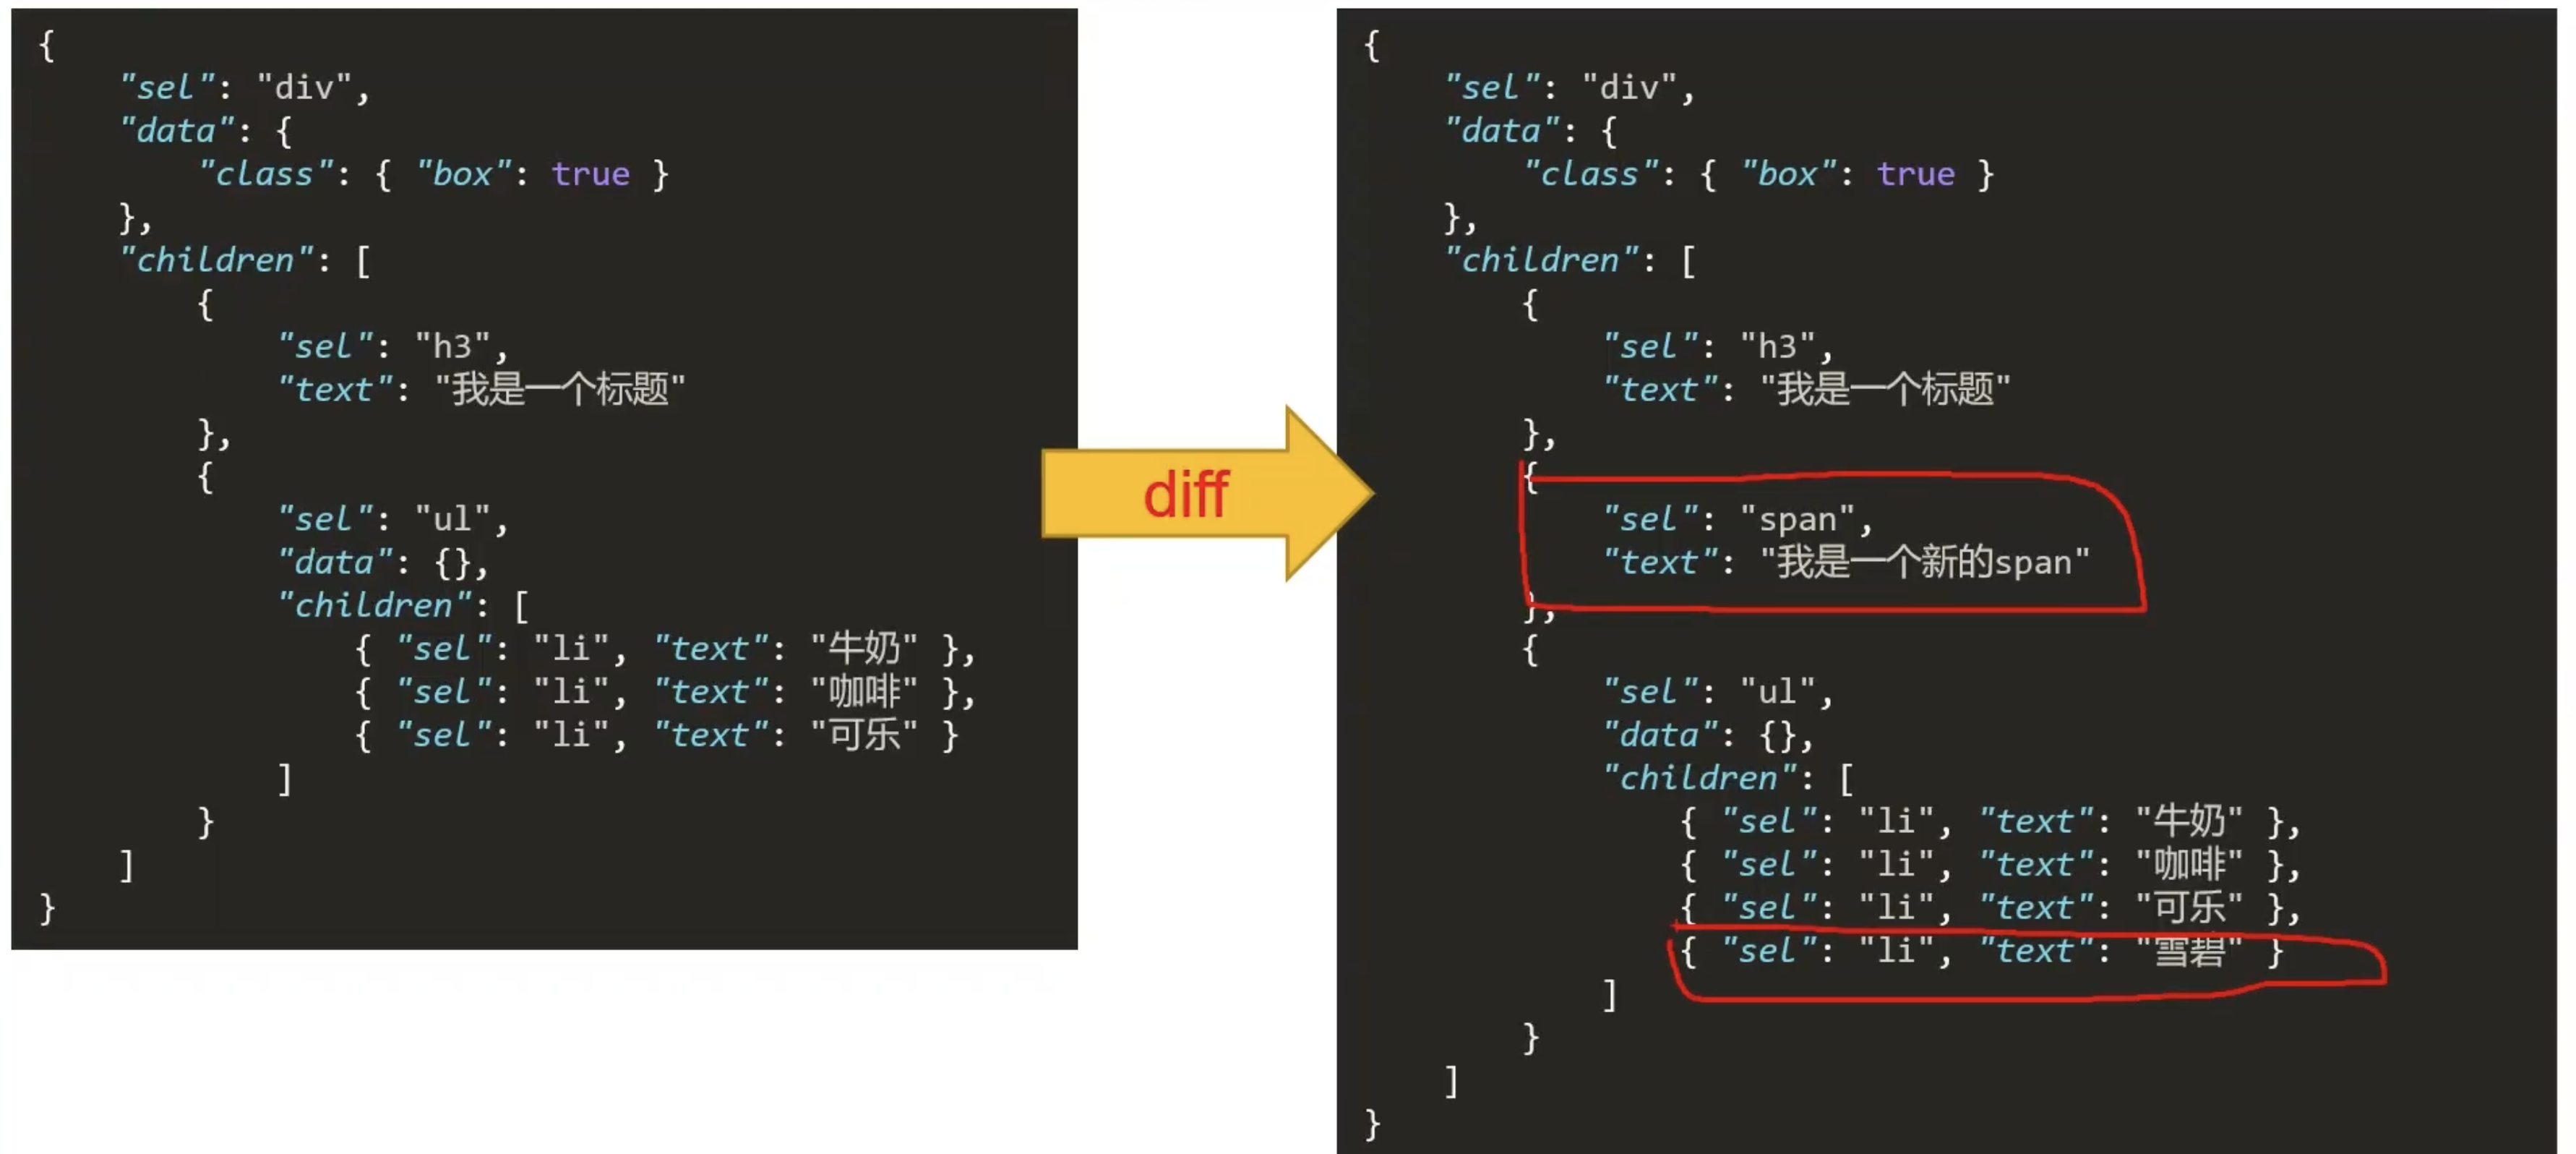 {
"sel": "div",
"data": {
"class": { "box": true }
},
"children": [
{
"sel": "h3",
"text": "我是一个标题"
},
{
"sel": "ul",
"data": {},
"children": [
{ "sel": "li", "text": "牛奶" },
{ "sel": "li", "text": "咖啡" },
{ "sel": "li", "text": "可乐" }
]
}
]
}
diff
{
"sel": "div",
"data": {
"class": { "box": true }
},
"children": [
{
"sel": "h3",
"text": "我是一个标题"
},
{
"sel": "span",
"text": "我是一个新的span"
},
{
"sel": "ul",
"data": {},
"children": [
{ "sel": "li", "text": "牛奶" },
{ "sel": "li", "text": "咖啡" },
{ "sel": "li", "text": "可乐" },
{ "sel": "li", "text": "雪碧" }
]
}
]
}